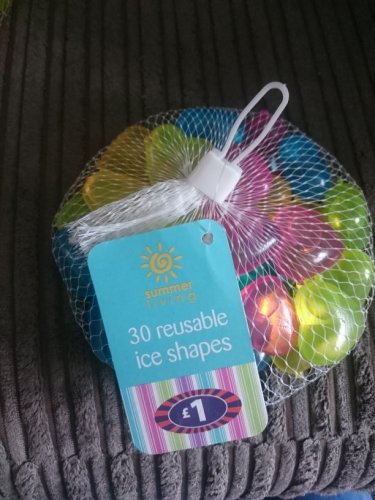 summer
living
30 reusable
ice shapes
£1